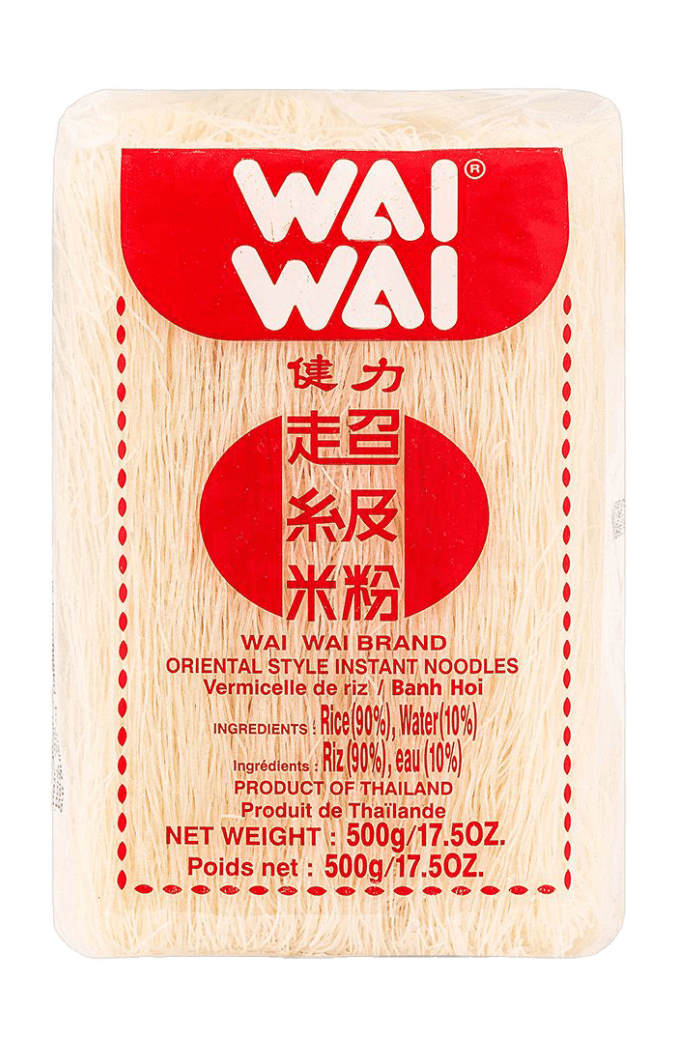 WAI®
WAI
健力
超
級
米粉
WAI WAI BRAND
ORIENTAL STYLE INSTANT NOODLES
Vermicelle de riz / Banh Hoi
INGREDIENTS : Rice (90%), Water (10%)
Ingrédients : Riz (90%), eau (10%)
PRODUCT OF THAILAND
Produit de Thaïlande
NET WEIGHT : 500g/17.5OZ.
Poids net : 500g/17.5OZ.